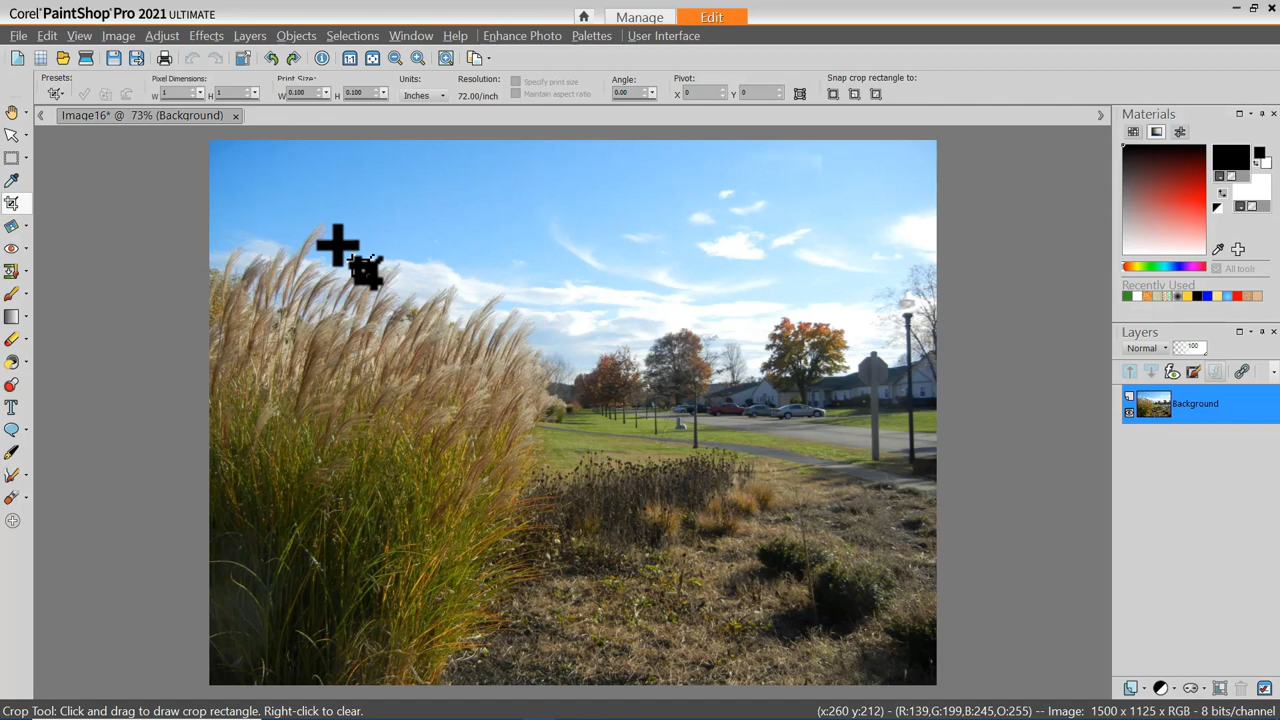 Corel® PaintShop® Pro 2021 ULTIMATE
Manage
Edit
File Edit View Image Adjust Effects Layers Objects Selections Window Help Enhance Photo Palettes User Interface
Presets: Pixel Dimensions: Print Size: Units: Resolution: Specify print size Angle: Pivot: Snap crop rectangle to:
W 1 H 1 W 0.100 H 0.100 Inches 72.00/inch Maintain aspect ratio 0.00 X 0 Y 0
Image16* @ 73% (Background)
Materials
All tools
Recently Used
Layers
Normal 100
Background
Crop Tool: Click and drag to draw crop rectangle. Right-click to clear.
(x:260 y:212) -- (R:139,G:199,B:245,O:255) -- Image: 1500 x 1125 x RGB - 8 bits/channel